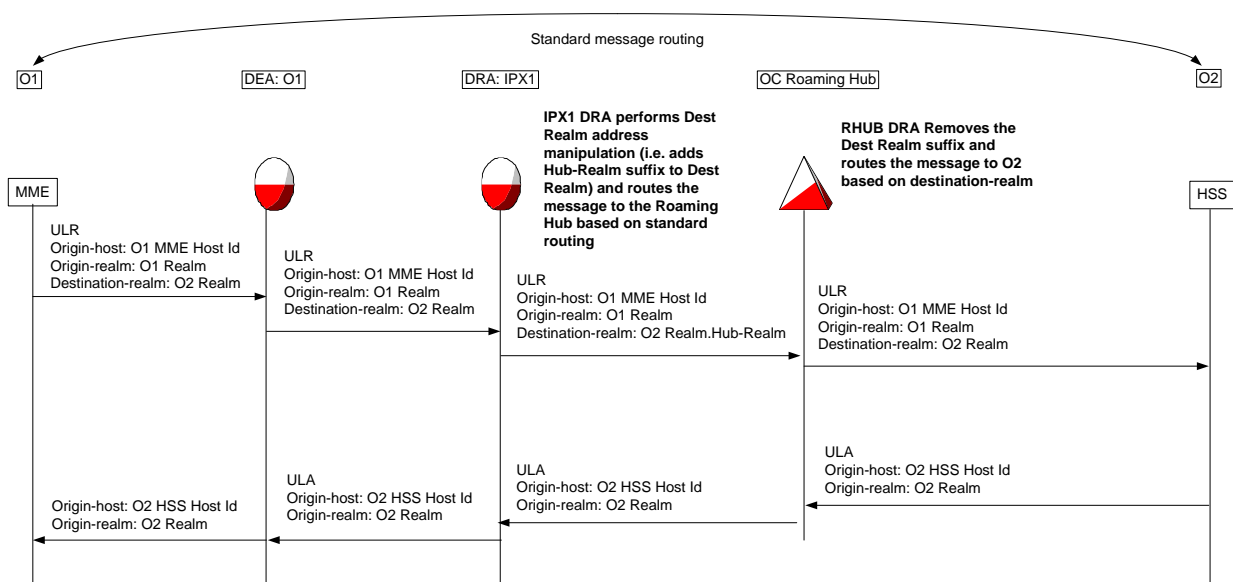 Standard message routing
O1
DEA: O1
DRA: IPX1
OC Roaming Hub
O2
IPX1 DRA performs Dest
Realm address
manipulation (i.e. adds
Hub-Realm suffix to Dest
Realm) and routes the
message to the Roaming
Hub based on standard
routing
RHUB DRA Removes the
Dest Realm suffix and
routes the message to O2
based on destination-realm
MME
HSS
ULR
Origin-host: O1 MME Host Id
Origin-realm: O1 Realm
Destination-realm: O2 Realm
ULR
Origin-host: O1 MME Host Id
Origin-realm: O1 Realm
Destination-realm: O2 Realm
ULR
Origin-host: O1 MME Host Id
Origin-realm: O1 Realm
Destination-realm: O2 Realm.Hub-Realm
ULR
Origin-host: O1 MME Host Id
Origin-realm: O1 Realm
Destination-realm: O2 Realm
ULA
Origin-host: O2 HSS Host Id
Origin-realm: O2 Realm
ULA
Origin-host: O2 HSS Host Id
Origin-realm: O2 Realm
ULA
Origin-host: O2 HSS Host Id
Origin-realm: O2 Realm
Origin-host: O2 HSS Host Id
Origin-realm: O2 Realm